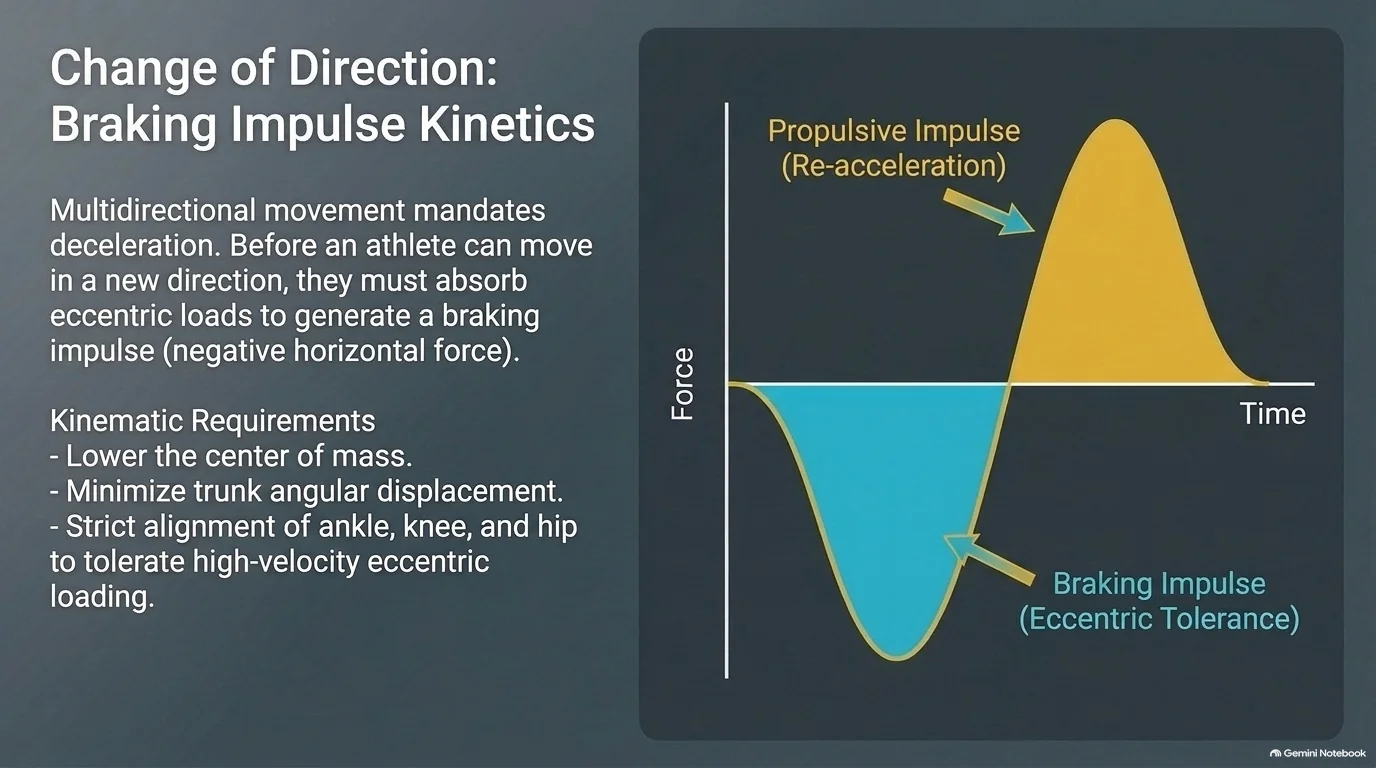 Change of Direction:
Braking Impulse Kinetics
Multidirectional movement mandates
deceleration. Before an athlete can move
in a new direction, they must absorb
eccentric loads to generate a braking
impulse (negative horizontal force).
Kinematic Requirements
- Lower the center of mass.
- Minimize trunk angular displacement.
- Strict alignment of ankle, knee, and hip
to tolerate high-velocity eccentric
loading.
Propulsive Impulse
(Re-acceleration)
Force
Time
Braking Impulse
(Eccentric Tolerance)
Gemini Notebook